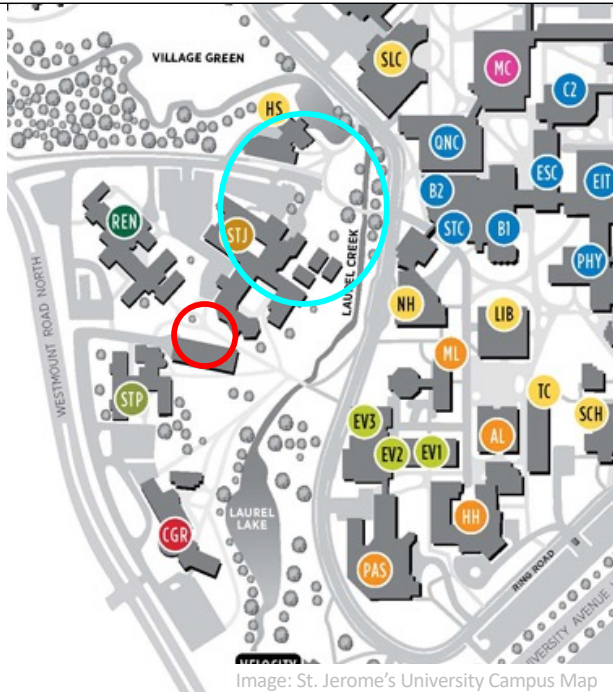 VILLAGE GREEN
SLC
MC
C2
HS
QNC
ESC
EIT
B2
REN
STJ
STC
B1
PHY
LAUREL CREEK
WESTMOUNT ROAD NORTH
NH
LIB
ML
STP
TC
SCH
EV3
AL
EV2
EV1
LAUREL
LAKE
HH
CGR
PAS
RING ROAD
UNIVERSITY AVENUE
VELOCITY
Image: St. Jerome's University Campus Map